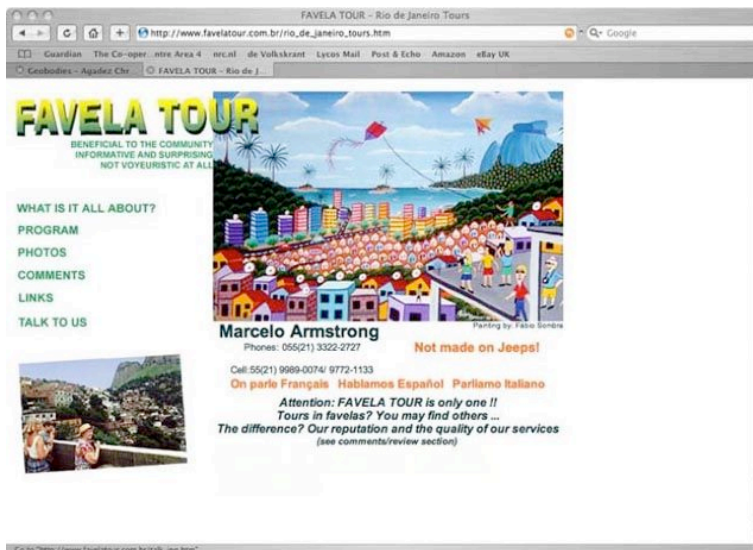 FAVELA TOUR - Rio de Janeiro Tours
http://www.favelatour.com.br/rio_de_janeiro_tours.htm
Google
Guardian The Co-oper...ntre Area 4 nrc.nl de Volkskrant Lycos Mail Post & Echo Amazon eBay UK
Geobodies - Agadez Chr... FAVELA TOUR - Rio de J...
FAVELA TOUR
BENEFICIAL TO THE COMMUNITY
INFORMATIVE AND SURPRISING
NOT VOYEURISTIC AT ALL
WHAT IS IT ALL ABOUT?
PROGRAM
PHOTOS
COMMENTS
LINKS
TALK TO US
Painting by: Fabio Sombra
Marcelo Armstrong
Phones: 055(21) 3322-2727
Not made on Jeeps!
Cell:55(21) 9989-0074/ 9772-1133
On parle Français Hablamos Español Parliamo Italiano
Attention: FAVELA TOUR is only one !!
Tours in favelas? You may find others ...
The difference? Our reputation and the quality of our services
(see comments/review section)